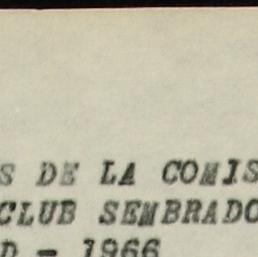 S DE LA COMIS
CLUB SEMBRADO
D - 1966